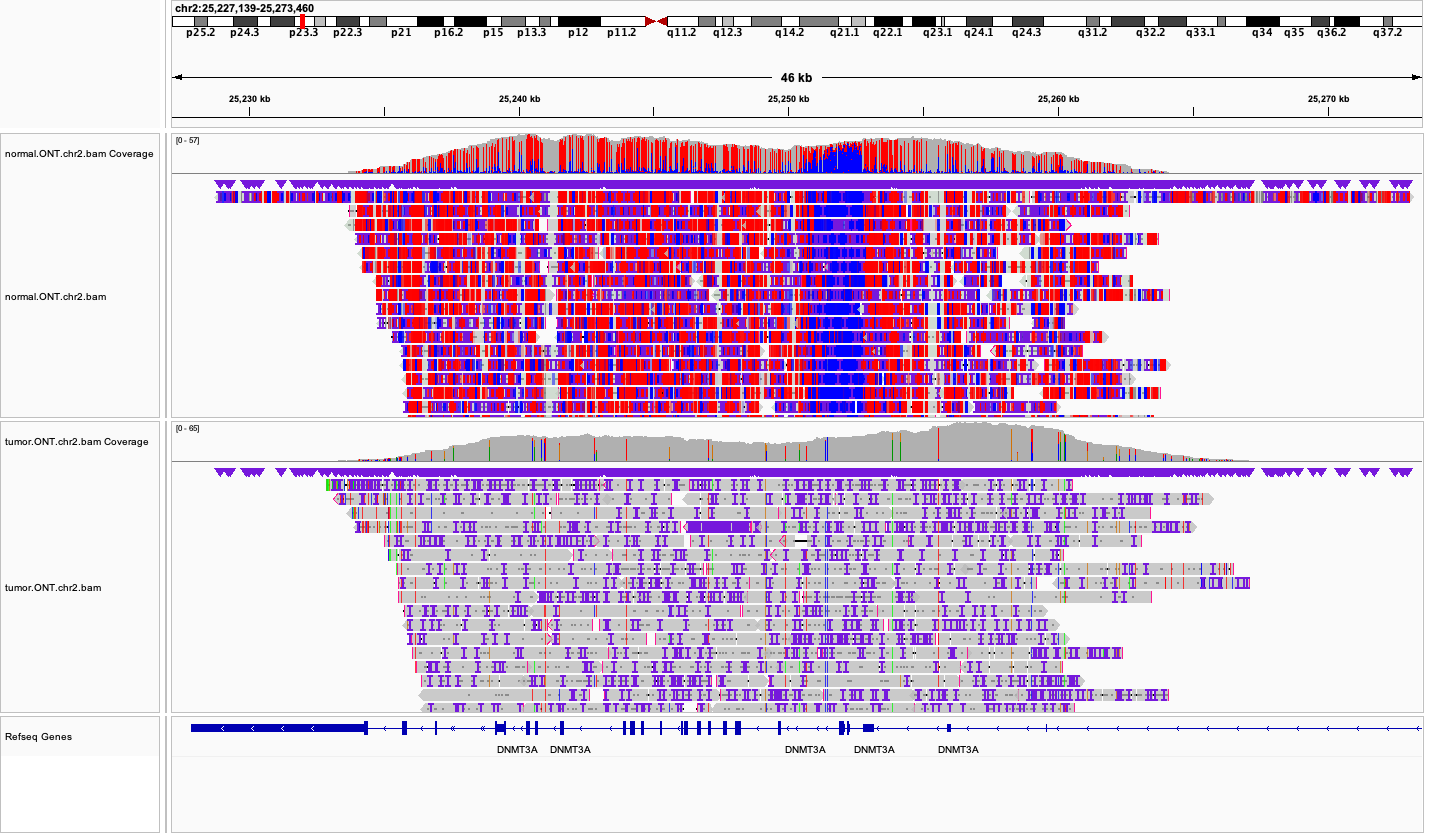 chr2:25,227,139-25,273,460
p25.2 p24.3 p23.3 p22.3 p21 p16.2 p15 p13.3 p12 p11.2 q11.2 q12.3 q14.2 q21.1 q22.1 q23.1 q24.1 q24.3 q31.2 q32.2 q33.1 q34 q35 q36.2 q37.2
46 kb
25,230 kb 25,240 kb 25,250 kb 25,260 kb 25,270 kb
normal.ONT.chr2.bam Coverage
[0 - 57]
normal.ONT.chr2.bam
tumor.ONT.chr2.bam Coverage
[0 - 65]
tumor.ONT.chr2.bam
Refseq Genes
DNMT3A DNMT3A DNMT3A DNMT3A DNMT3A